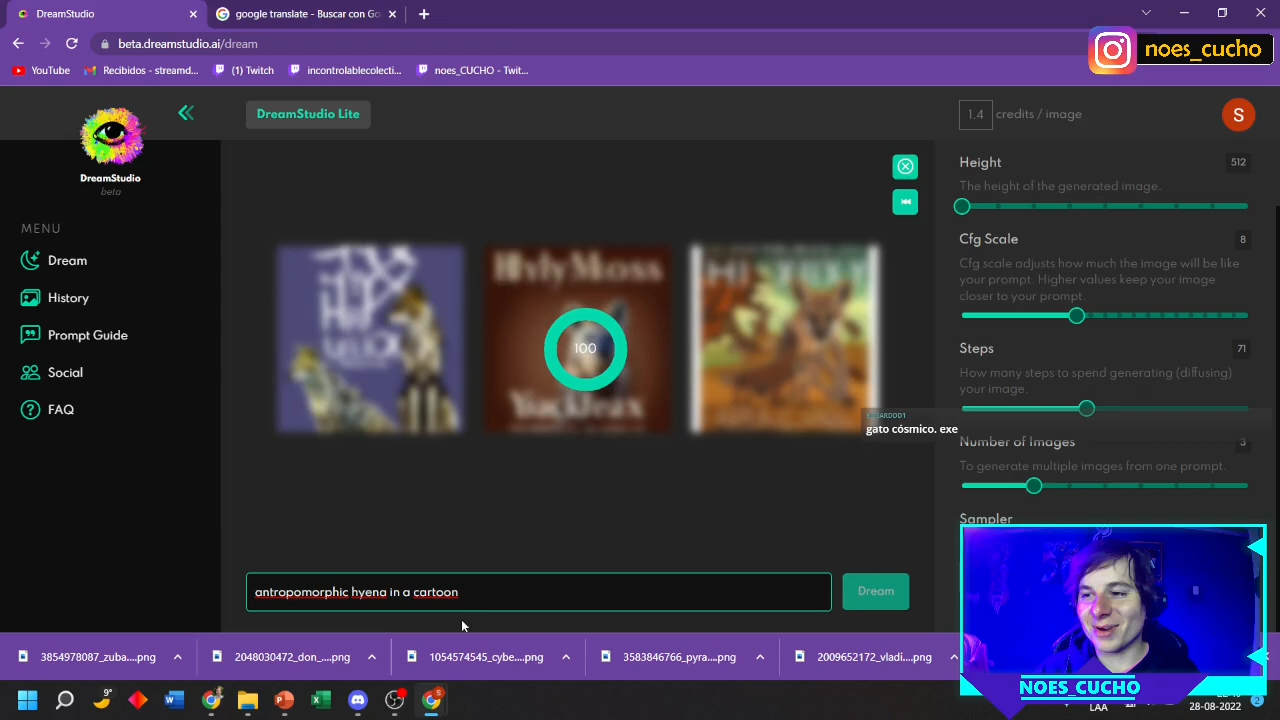 DreamStudio
google translate - Buscar con Go
beta.dreamstudio.ai/dream
noes_cucho
YouTube
Recibidos - streamd...
(1) Twitch
incontrolablecolecti...
noes_CUCHO - Twit...
DreamStudio Lite
1.4 credits / image
S
DreamStudio
beta
Height 512
The height of the generated image.
MENU
Dream
Cfg Scale 8
Cfg scale adjusts how much the image will be like
your prompt. Higher values keep your image
closer to your prompt.
History
HolyMoss
Prompt Guide
100
Steps 71
How many steps to spend generating (diffusing)
your image.
Social
FAQ
gato cósmico. exe
Number of Images 3
To generate multiple images from one prompt.
Sampler
antropomorphic hyena in a cartoon
Dream
3854978087_zuba....png
2048030472_don_....png
1054574545_cybe....png
3583846766_pyra....png
2009652172_vladi....png
NOES_CUCHO
9°
LAA
28-08-2022
2